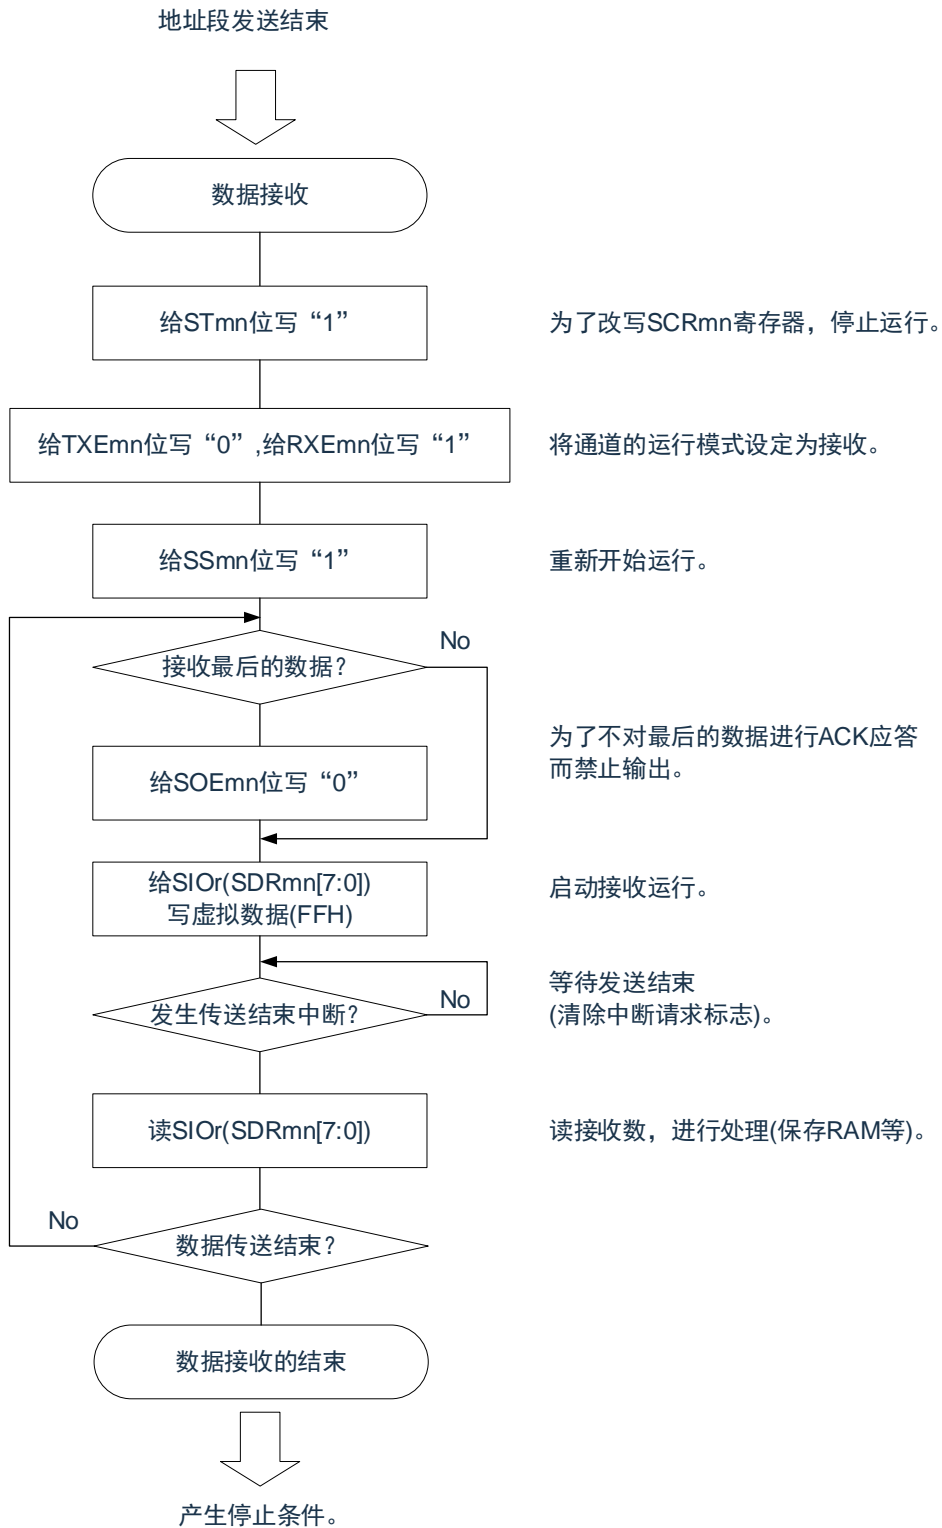 地址段发送结束
数据接收
给STmn位写“1”
为了改写SCRmn寄存器，停止运行。
给TXEmn位写“0”,给RXEmn位写“1”
将通道的运行模式设定为接收。
给SSmn位写“1”
重新开始运行。
No
接收最后的数据？
为了不对最后的数据进行ACK应答
而禁止输出。
给SOEmn位写“0”
给SIOr(SDRmn[7:0])
写虚拟数据(FFH)
启动接收运行。
等待发送结束
(清除中断请求标志)。
No
发生传送结束中断？
读SIOr(SDRmn[7:0])
读接收数，进行处理(保存RAM等)。
No
数据传送结束？
数据接收的结束
产生停止条件。